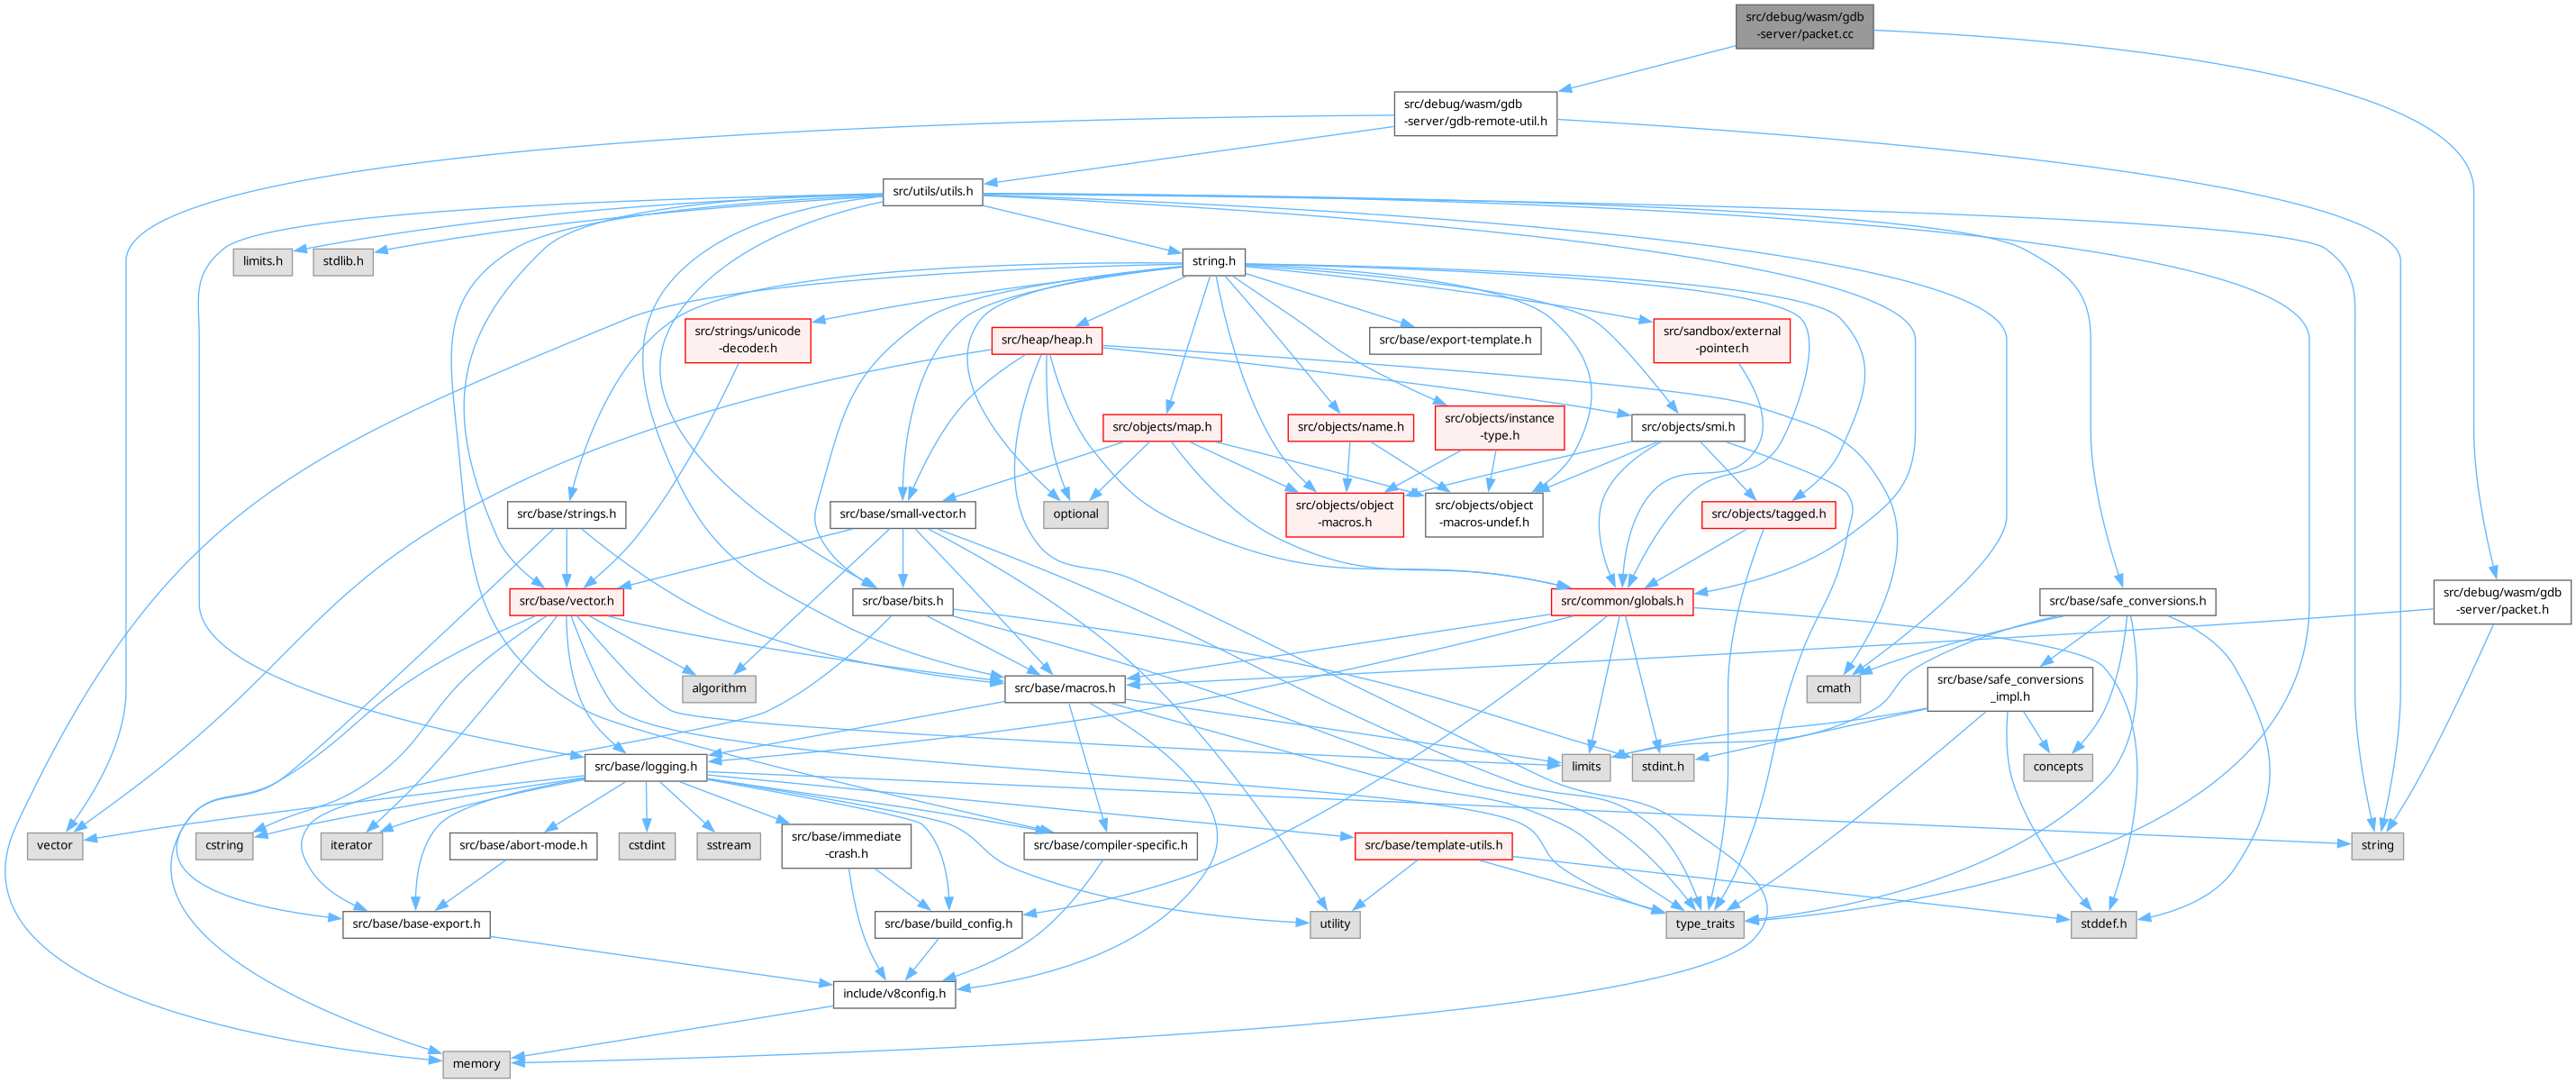 src/debug/wasm/gdb
-server/packet.cc
src/debug/wasm/gdb
-server/gdb-remote-util.h
src/utils/utils.h
limits.h
stdlib.h
string.h
src/strings/unicode
-decoder.h
src/heap/heap.h
src/base/export-template.h
src/sandbox/external
-pointer.h
src/objects/map.h
src/objects/name.h
src/objects/instance
-type.h
src/objects/smi.h
src/base/strings.h
src/base/small-vector.h
optional
src/objects/object
-macros.h
src/objects/object
-macros-undef.h
src/objects/tagged.h
src/base/vector.h
src/base/bits.h
src/common/globals.h
src/base/safe_conversions.h
src/debug/wasm/gdb
-server/packet.h
algorithm
src/base/macros.h
cmath
src/base/safe_conversions
_impl.h
src/base/logging.h
limits
stdint.h
concepts
vector
cstring
iterator
src/base/abort-mode.h
cstdint
sstream
src/base/immediate
-crash.h
src/base/compiler-specific.h
src/base/template-utils.h
string
src/base/base-export.h
src/base/build_config.h
utility
type_traits
stddef.h
include/v8config.h
memory